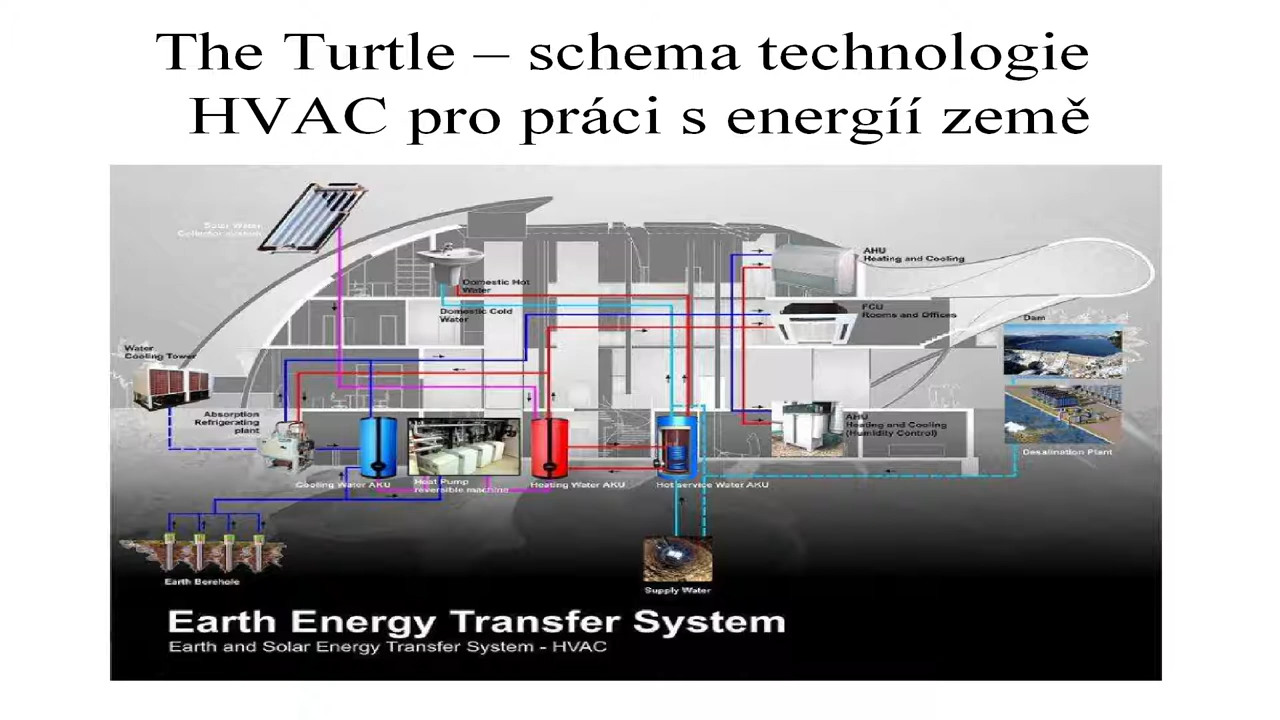 The Turtle – schema technologie
HVAC pro práci s energíí země
Solar Water
Collector system
AHU
Heating and Cooling
Domestic Hot
Water
Domestic Cold
Water
FCU
Rooms and Offices
Dam
Water
Cooling Tower
Absorption
Refrigerating
plant
AHU
Heating and Cooling
(Humidity Control)
Desalination Plant
Cooling Water AKU
Heat Pump
reversible machine
Heating Water AKU
Hot service Water AKU
Earth Borehole
Supply Water
Earth Energy Transfer System
Earth and Solar Energy Transfer System - HVAC